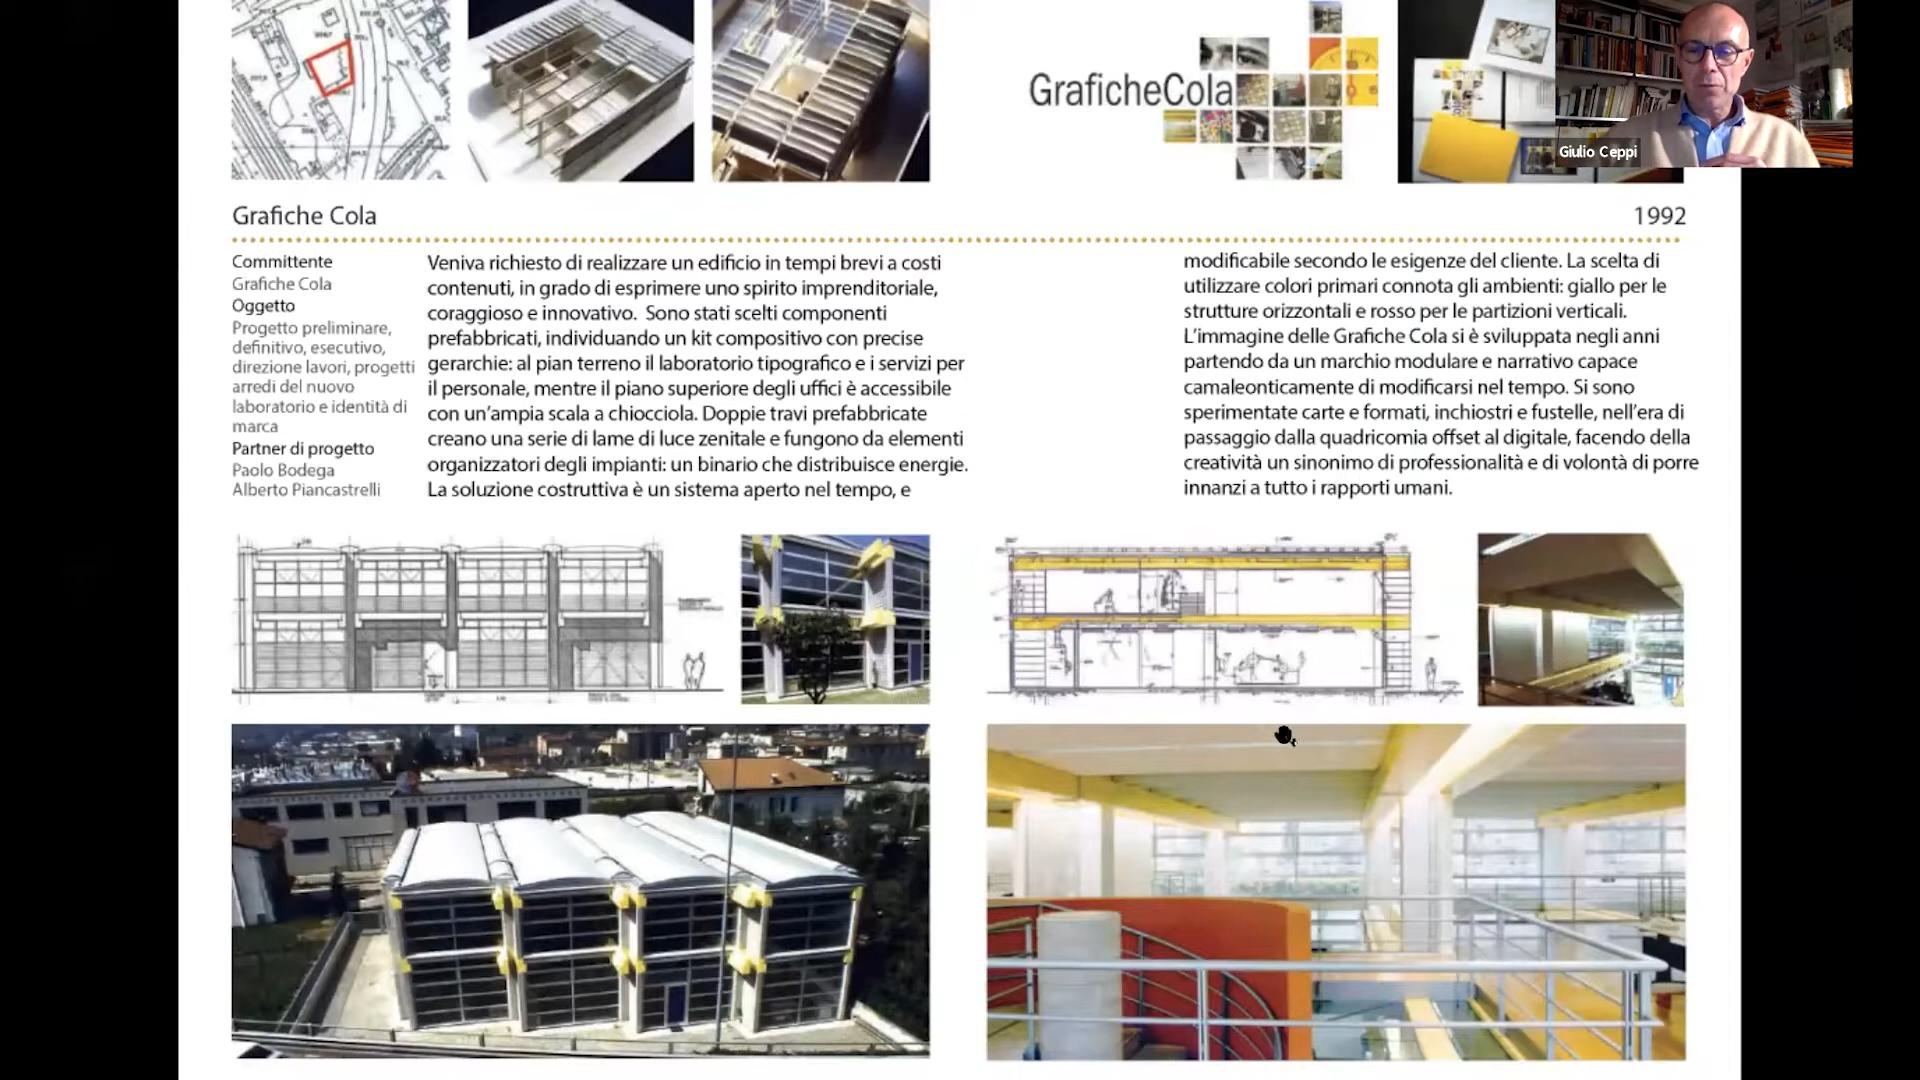 GraficheCola
Giulio Ceppi
Grafiche Cola
1992
Committente
Grafiche Cola
Oggetto
Progetto preliminare,
definitivo, esecutivo,
direzione lavori, progetti
arredi del nuovo
laboratorio e identità di
marca
Partner di progetto
Paolo Bodega
Alberto Piancastrelli
Veniva richiesto di realizzare un edificio in tempi brevi a costi
contenuti, in grado di esprimere uno spirito imprenditoriale,
coraggioso e innovativo. Sono stati scelti componenti
prefabbricati, individuando un kit compositivo con precise
gerarchie: al pian terreno il laboratorio tipografico e i servizi per
il personale, mentre il piano superiore degli uffici è accessibile
con un'ampia scala a chiocciola. Doppie travi prefabbricate
creano una serie di lame di luce zenitale e fungono da elementi
organizzatori degli impianti: un binario che distribuisce energie.
La soluzione costruttiva è un sistema aperto nel tempo, e
modificabile secondo le esigenze del cliente. La scelta di
utilizzare colori primari connota gli ambienti: giallo per le
strutture orizzontali e rosso per le partizioni verticali.
L'immagine delle Grafiche Cola si è sviluppata negli anni
partendo da un marchio modulare e narrativo capace
camaleonticamente di modificarsi nel tempo. Si sono
sperimentate carte e formati, inchiostri e fustelle, nell'era di
passaggio dalla quadricomia offset al digitale, facendo della
creatività un sinonimo di professionalità e di volontà di porre
innanzi a tutto i rapporti umani.